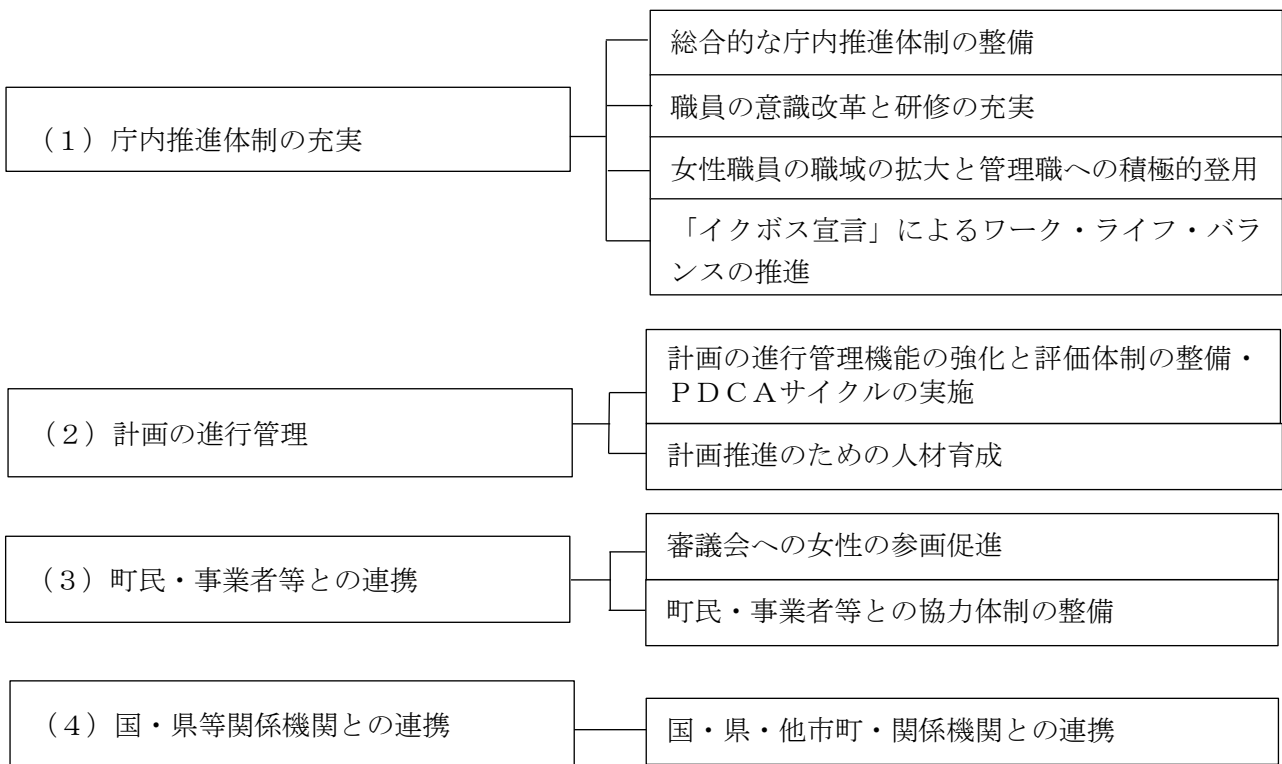 （１）庁内推進体制の充実
総合的な庁内推進体制の整備
職員の意識改革と研修の充実
女性職員の職域の拡大と管理職への積極的登用
「イクボス宣言」によるワーク・ライフ・バラ
ンスの推進
（２）計画の進行管理
計画の進行管理機能の強化と評価体制の整備・
ＰＤＣＡサイクルの実施
計画推進のための人材育成
（３）町民・事業者等との連携
審議会への女性の参画促進
町民・事業者等との協力体制の整備
（４）国・県等関係機関との連携
国・県・他市町・関係機関との連携